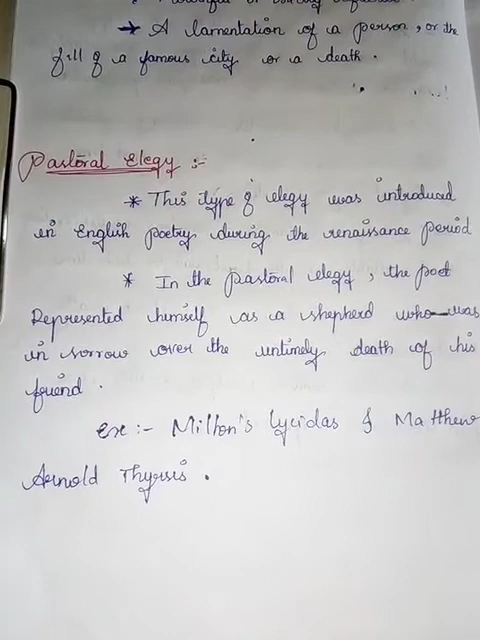 → A lamentation of a person, or the
fill of a famous city or a death.
Pastoral Elegy :-
* This type of elegy was introduced
in English poetry during the renaissance period
* In the pastoral elegy, the poet
Represented himself as a shepherd who was
in sorrow over the untimely death of his
friend.
Ex :- Milton's lycidas & Matthew
Arnold Thyrsis.